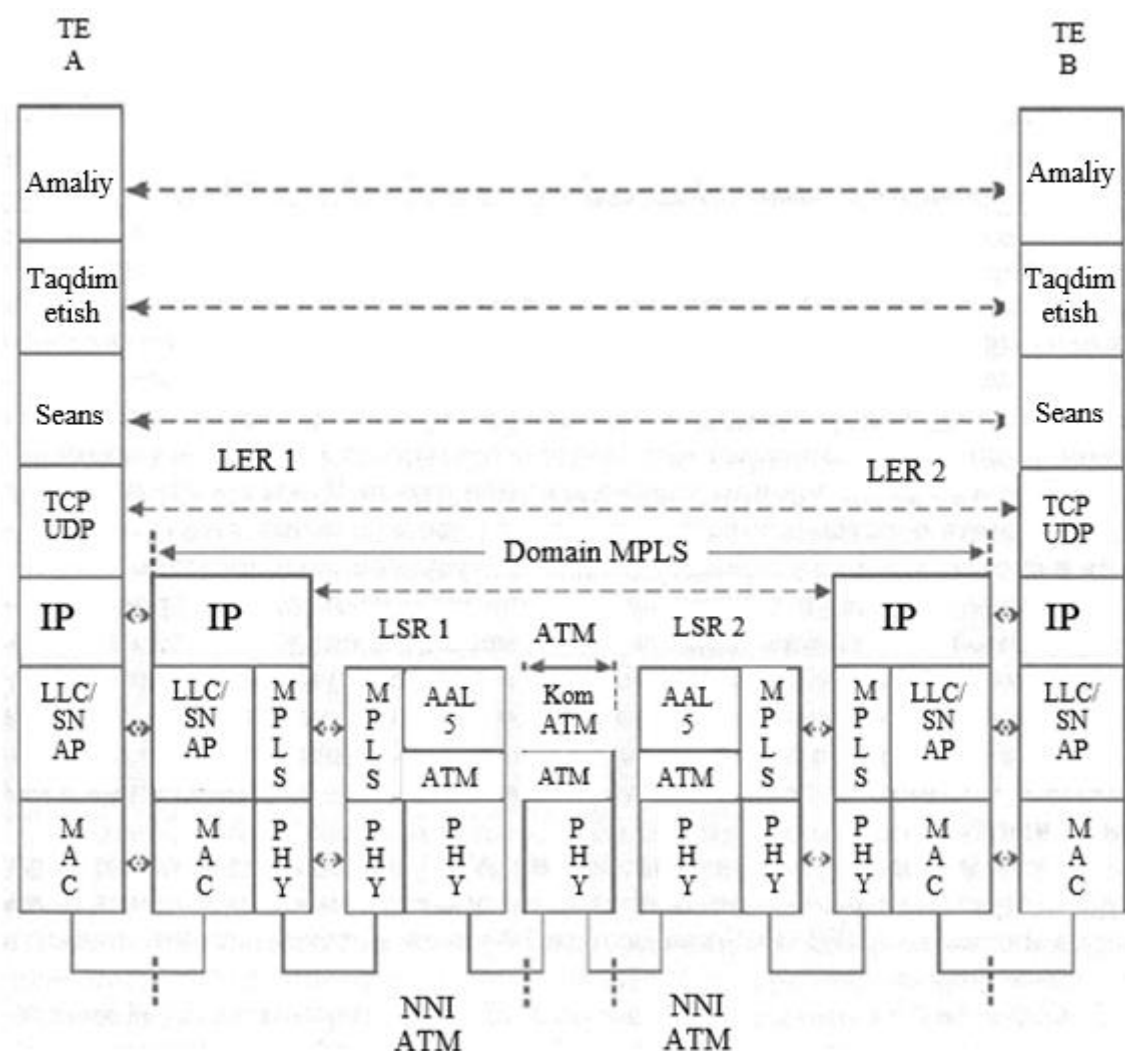 TE
A
TE
B
Amaliy
Amaliy
Taqdim
etish
Taqdim
etish
Seans
Seans
LER 1
LER 2
TCP
UDP
TCP
UDP
Domain MPLS
IP
IP
IP
IP
LSR 1
ATM
LSR 2
LLC/
SN
AP
LLC/
SN
AP
M
P
L
S
M
P
L
S
AAL
5
Kom
ATM
AAL
5
M
P
L
S
M
P
L
S
LLC/
SN
AP
LLC/
SN
AP
ATM
ATM
ATM
M
A
C
M
A
C
P
H
Y
P
H
Y
P
H
Y
P
H
Y
P
H
Y
P
H
Y
P
H
Y
M
A
C
M
A
C
NNI
ATM
NNI
ATM